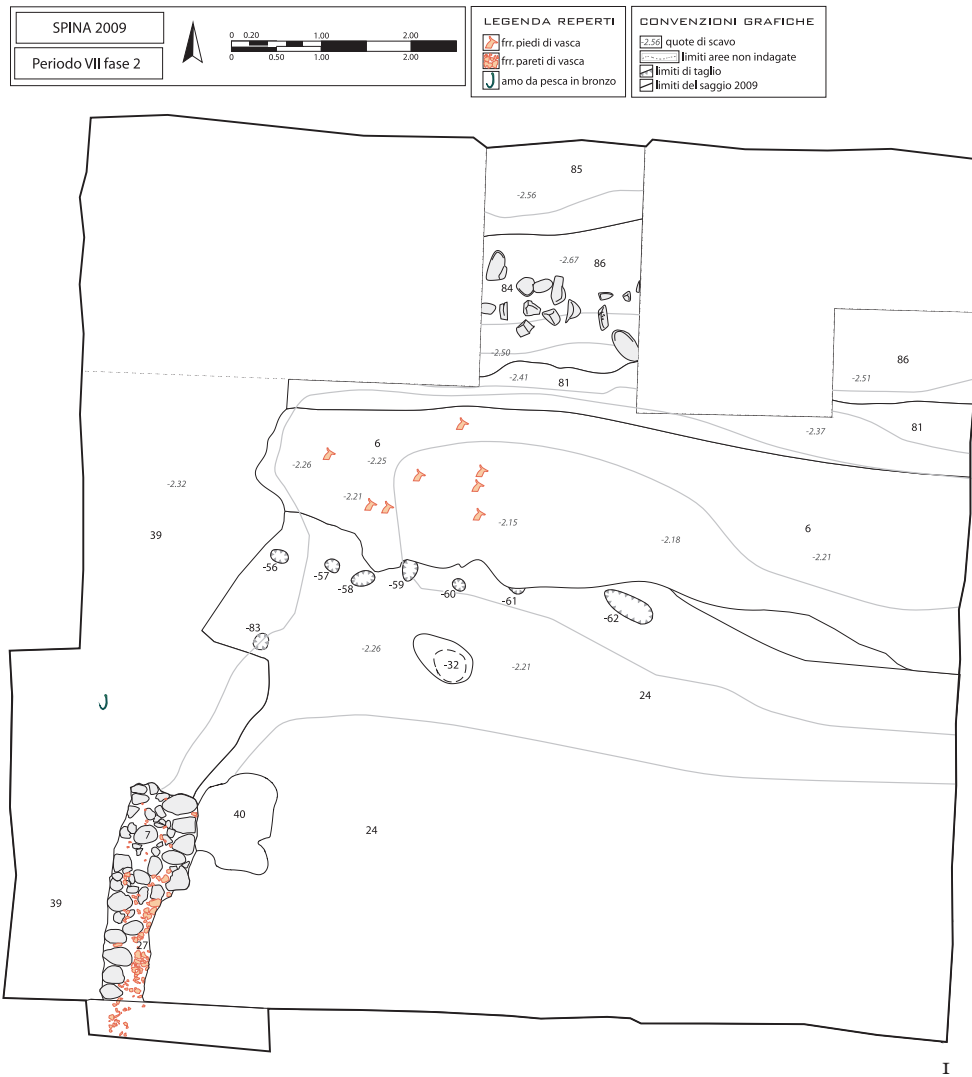 SPINA 2009
Periodo VII fase 2
0 0.20 1.00 2.00
0.50 1.00 2.00
LEGENDA REPERTI
frr. piedi di vasca
frr. pareti di vasca
amo da pesca in bronzo
CONVENZIONI GRAFICHE
-2.56 quote di scavo
limiti aree non indagate
limiti di taglio
limiti del saggio 2009
85
-2.56
-2.67 86
84
-2.50
-2.41 81
86
-2.51
81
-2.37
6
-2.26 -2.25
-2.32
-2.21
-2.15
-2.18
6
-2.21
39
-56
-57
-58
-59
-60
-61
-62
-83
-2.26
-32
-2.21
24
40
7
24
39
27
I